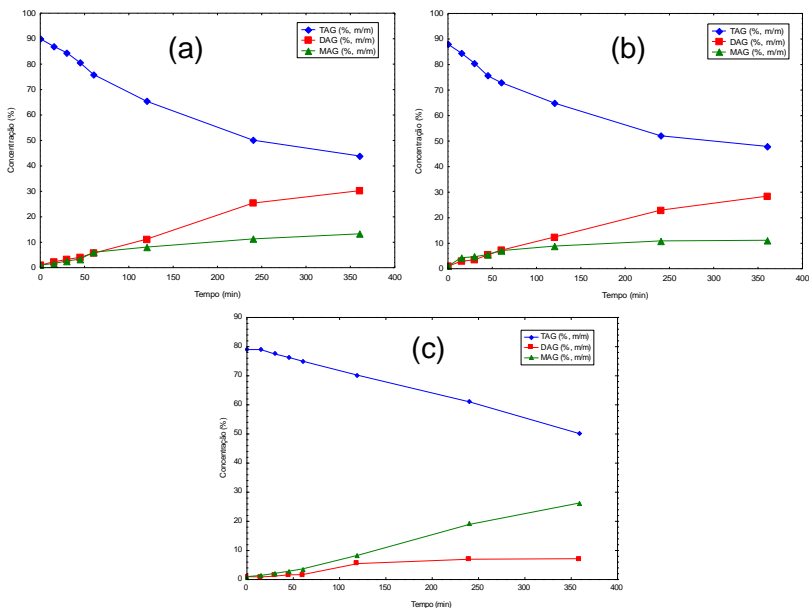 (a)
TAG (%, m/m)
DAG (%, m/m)
MAG (%, m/m)
Concentração (%)
100
90
80
70
60
50
40
30
20
10
0
0 50 100 150 200 250 300 350 400
Tempo (min)
(b)
TAG (%, m/m)
DAG (%, m/m)
MAG (%, m/m)
Concentração (%)
100
90
80
70
60
50
40
30
20
10
0
0 50 100 150 200 250 300 350 400
Tempo (min)
(c)
TAG (%, m/m)
DAG (%, m/m)
MAG (%, m/m)
Concentração (%)
90
80
70
60
50
40
30
20
10
0
0 50 100 150 200 250 300 350 400
Tempo (min)